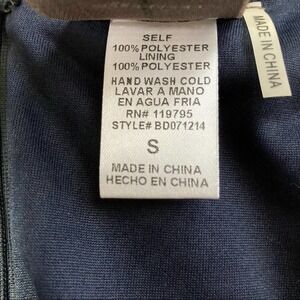 SELF
100% POLYESTER
LINING
100% POLYESTER
HAND WASH COLD
LAVAR A MANO
EN AGUA FRIA
RN# 119795
STYLE# BD071214
S
MADE IN CHINA
HECHO EN CHINA
MADE IN CHINA